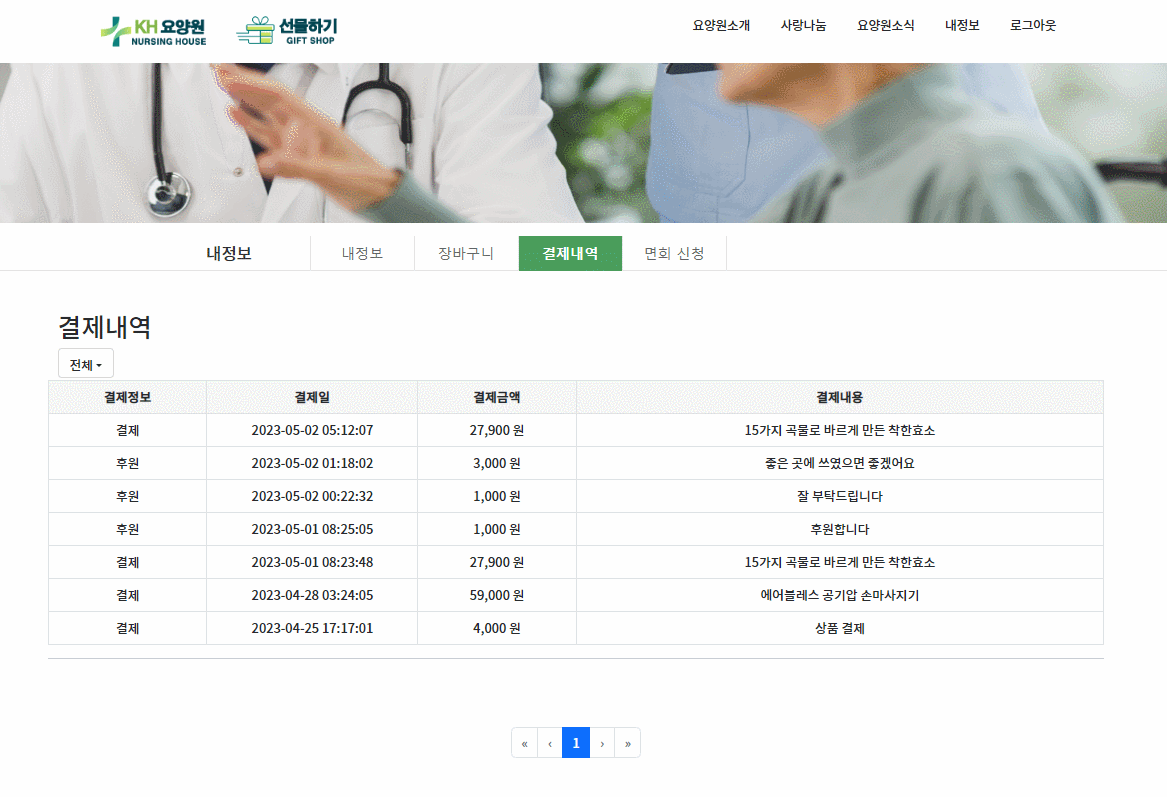 KH 요양원
NURSING HOUSE
선물하기
GIFT SHOP
요양원소개 사랑나눔 요양원소식 내정보 로그아웃
내정보 내정보 장바구니 결제내역 면회 신청
결제내역
전체
결제정보 결제일 결제금액 결제내용
결제 2023-05-02 05:12:07 27,900 원 15가지 곡물로 바르게 만든 착한효소
후원 2023-05-02 01:18:02 3,000 원 좋은 곳에 쓰였으면 좋겠어요
후원 2023-05-02 00:22:32 1,000 원 잘 부탁드립니다
후원 2023-05-01 08:25:05 1,000 원 후원합니다
결제 2023-05-01 08:23:48 27,900 원 15가지 곡물로 바르게 만든 착한효소
결제 2023-04-28 03:24:05 59,000 원 에어블레스 공기압 손마사지기
결제 2023-04-25 17:17:01 4,000 원 상품 결제
« ‹ 1 › »